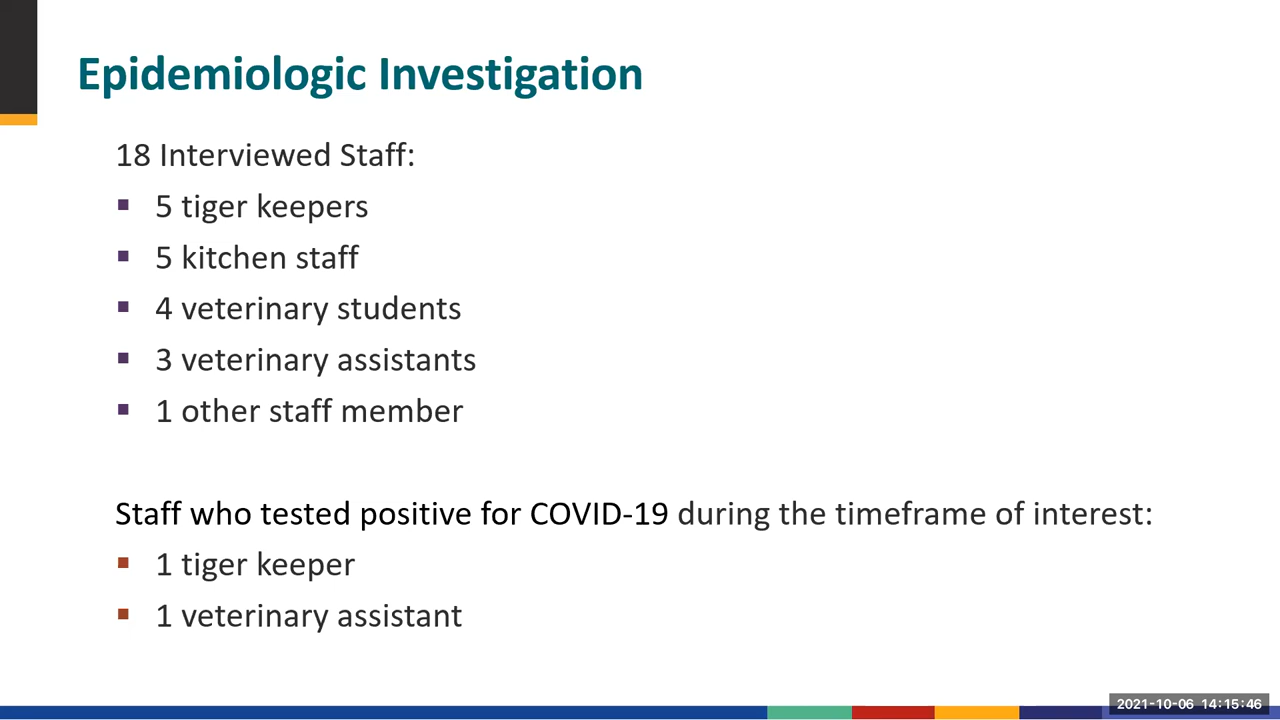 Epidemiologic Investigation
18 Interviewed Staff:
▪ 5 tiger keepers
▪ 5 kitchen staff
▪ 4 veterinary students
▪ 3 veterinary assistants
▪ 1 other staff member
Staff who tested positive for COVID-19 during the timeframe of interest:
▪ 1 tiger keeper
▪ 1 veterinary assistant
2021-10-06 14:15:46